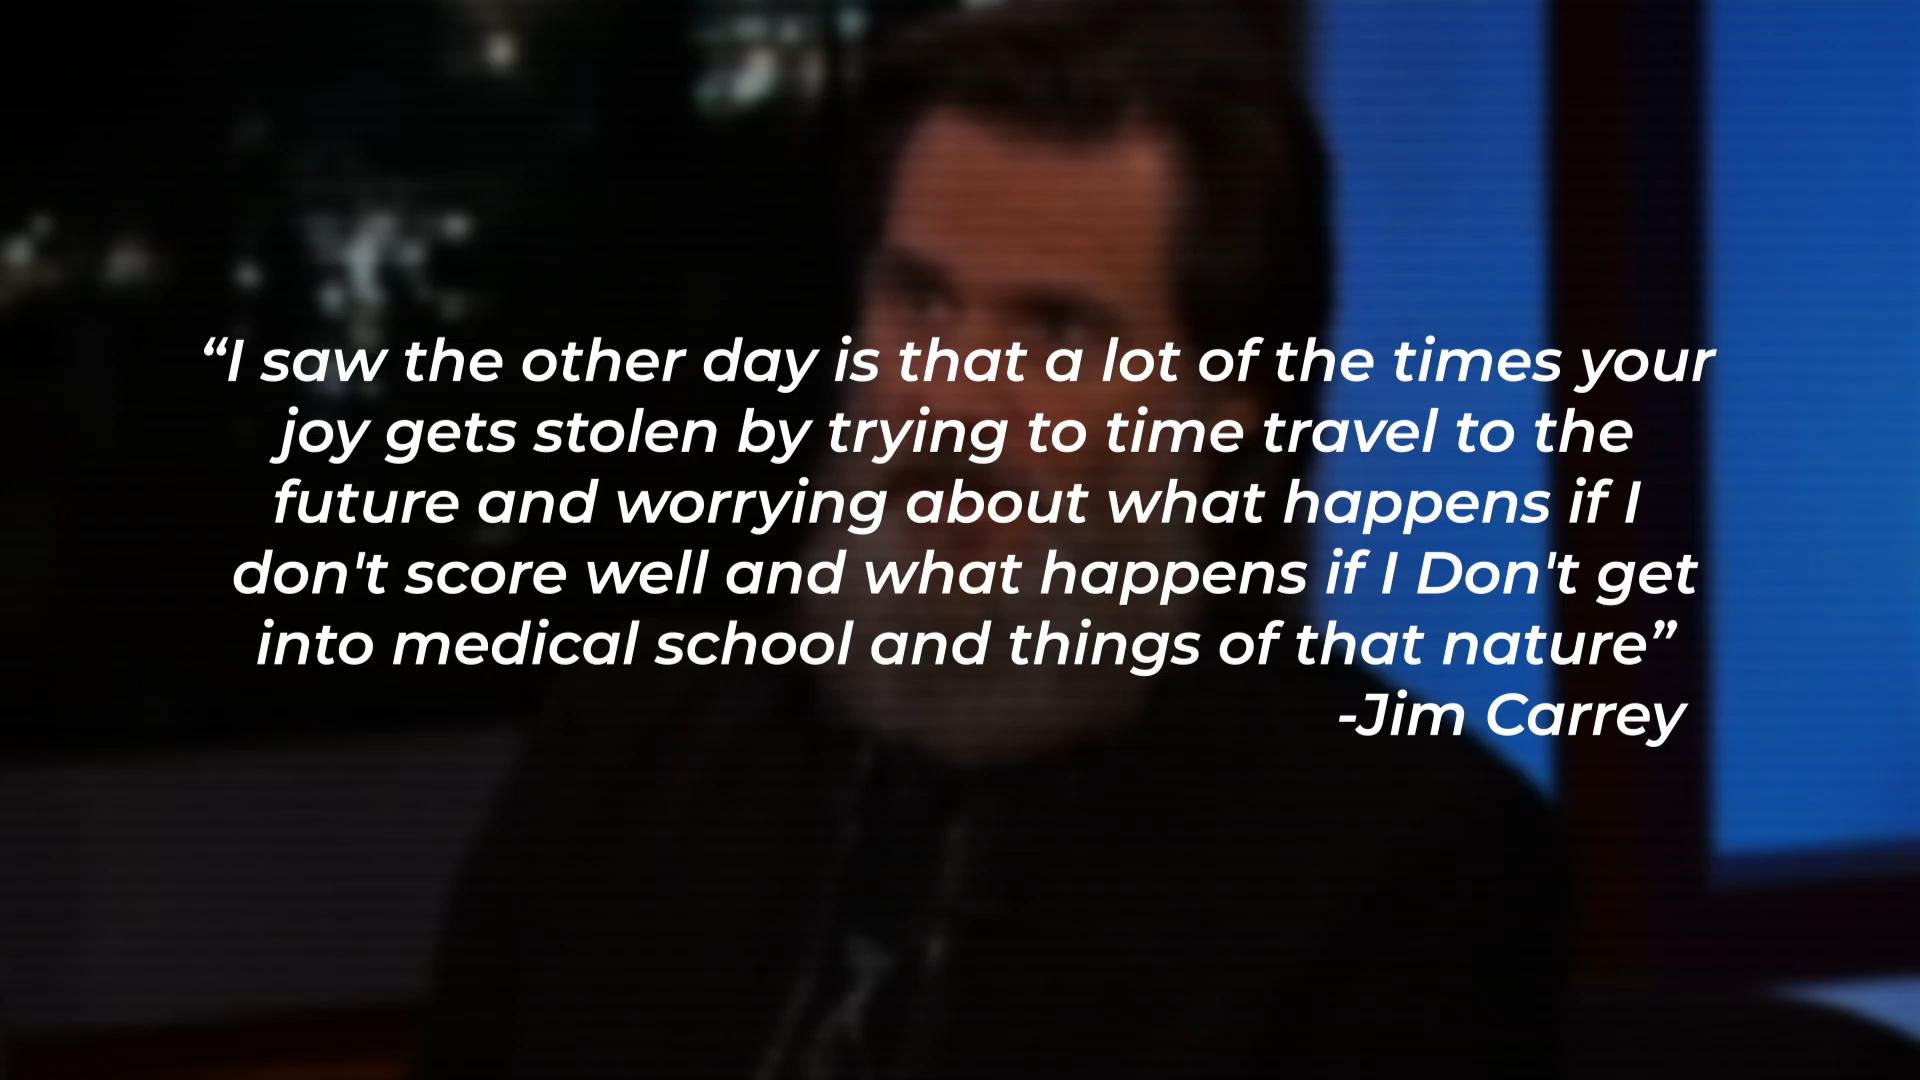 “I saw the other day is that a lot of the times your
joy gets stolen by trying to time travel to the
future and worrying about what happens if I
don't score well and what happens if I Don't get
into medical school and things of that nature”
-Jim Carrey